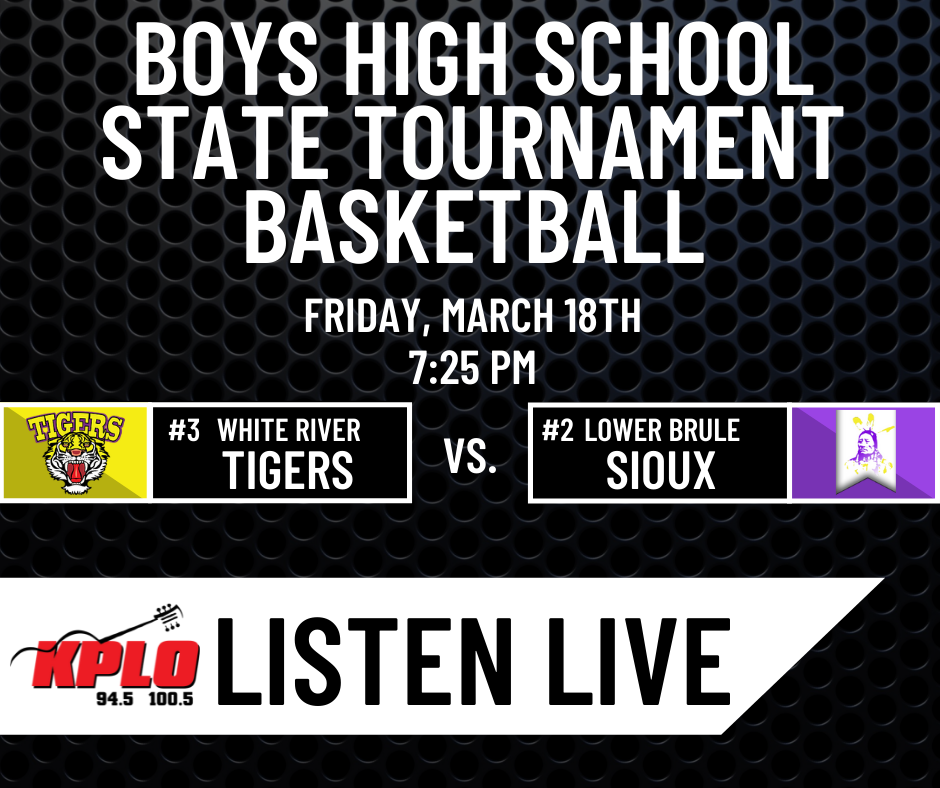 BOYS HIGH SCHOOL
STATE TOURNAMENT
BASKETBALL
FRIDAY, MARCH 18TH
7:25 PM
TIGERS
#3 WHITE RIVER
TIGERS
VS.
#2 LOWER BRULE
SIOUX
KPLO
94.5 100.5
LISTEN LIVE